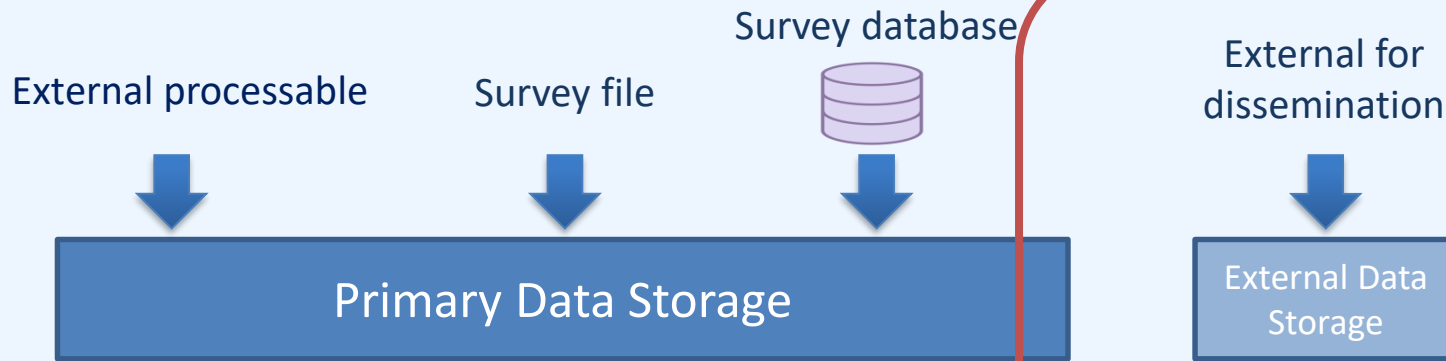 Survey database
External processable
Survey file
External for
dissemination
Primary Data Storage
External Data
Storage